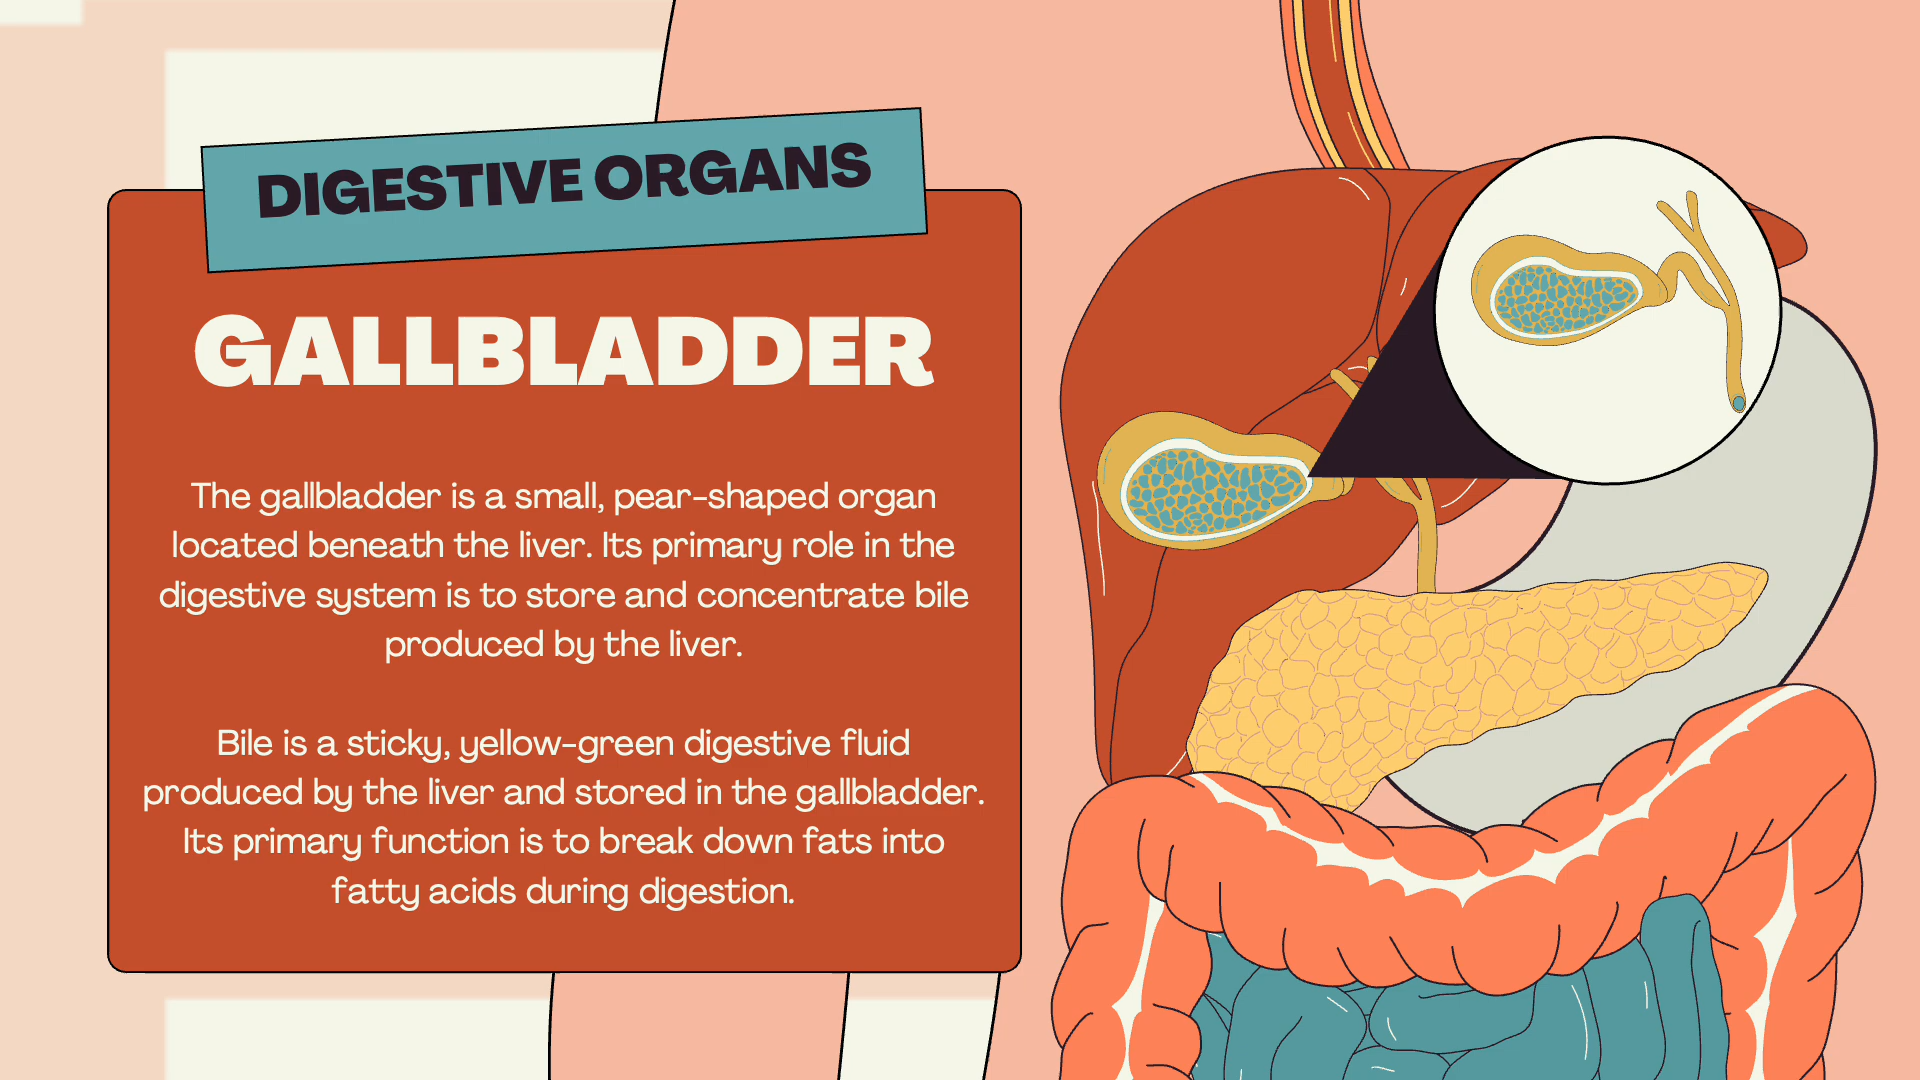 DIGESTIVE ORGANS
GALLBLADDER
The gallbladder is a small, pear-shaped organ
located beneath the liver. Its primary role in the
digestive system is to store and concentrate bile
produced by the liver.
Bile is a sticky, yellow-green digestive fluid
produced by the liver and stored in the gallbladder.
Its primary function is to break down fats into
fatty acids during digestion.